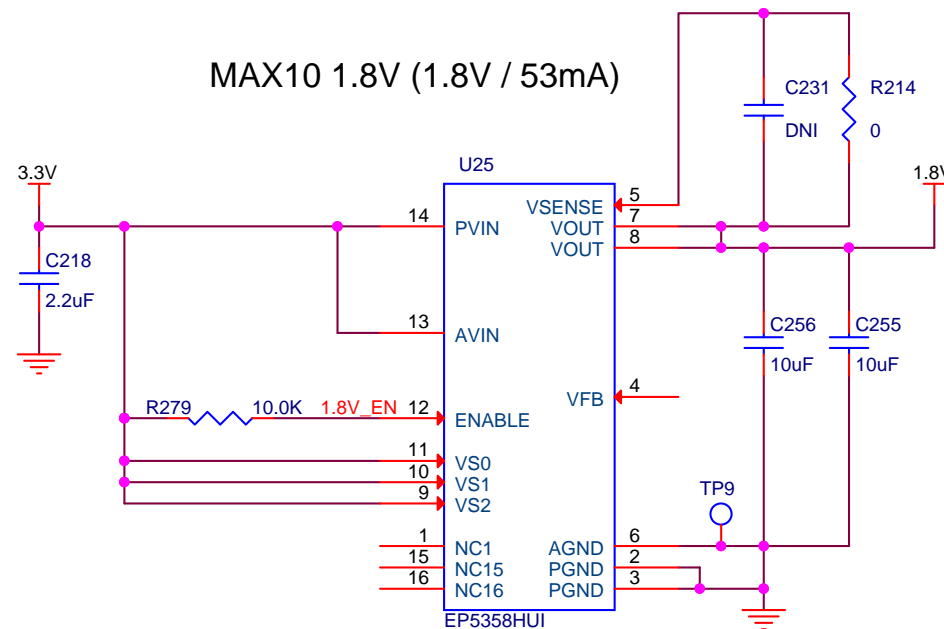 MAX10 1.8V (1.8V / 53mA)
C231
DNI
R214
0
3.3V
C218
2.2uF
1.8V
U25
14 PVIN
13 AVIN
R279 10.0K 1.8V_EN 12 ENABLE
11 VS0
10 VS1
9 VS2
1 NC1
15 NC15
16 NC16
VSENSE 5
VOUT 7
VOUT 8
VFB 4
AGND 6
PGND 2
PGND 3
EP5358HUI
C256
10uF
C255
10uF
TP9